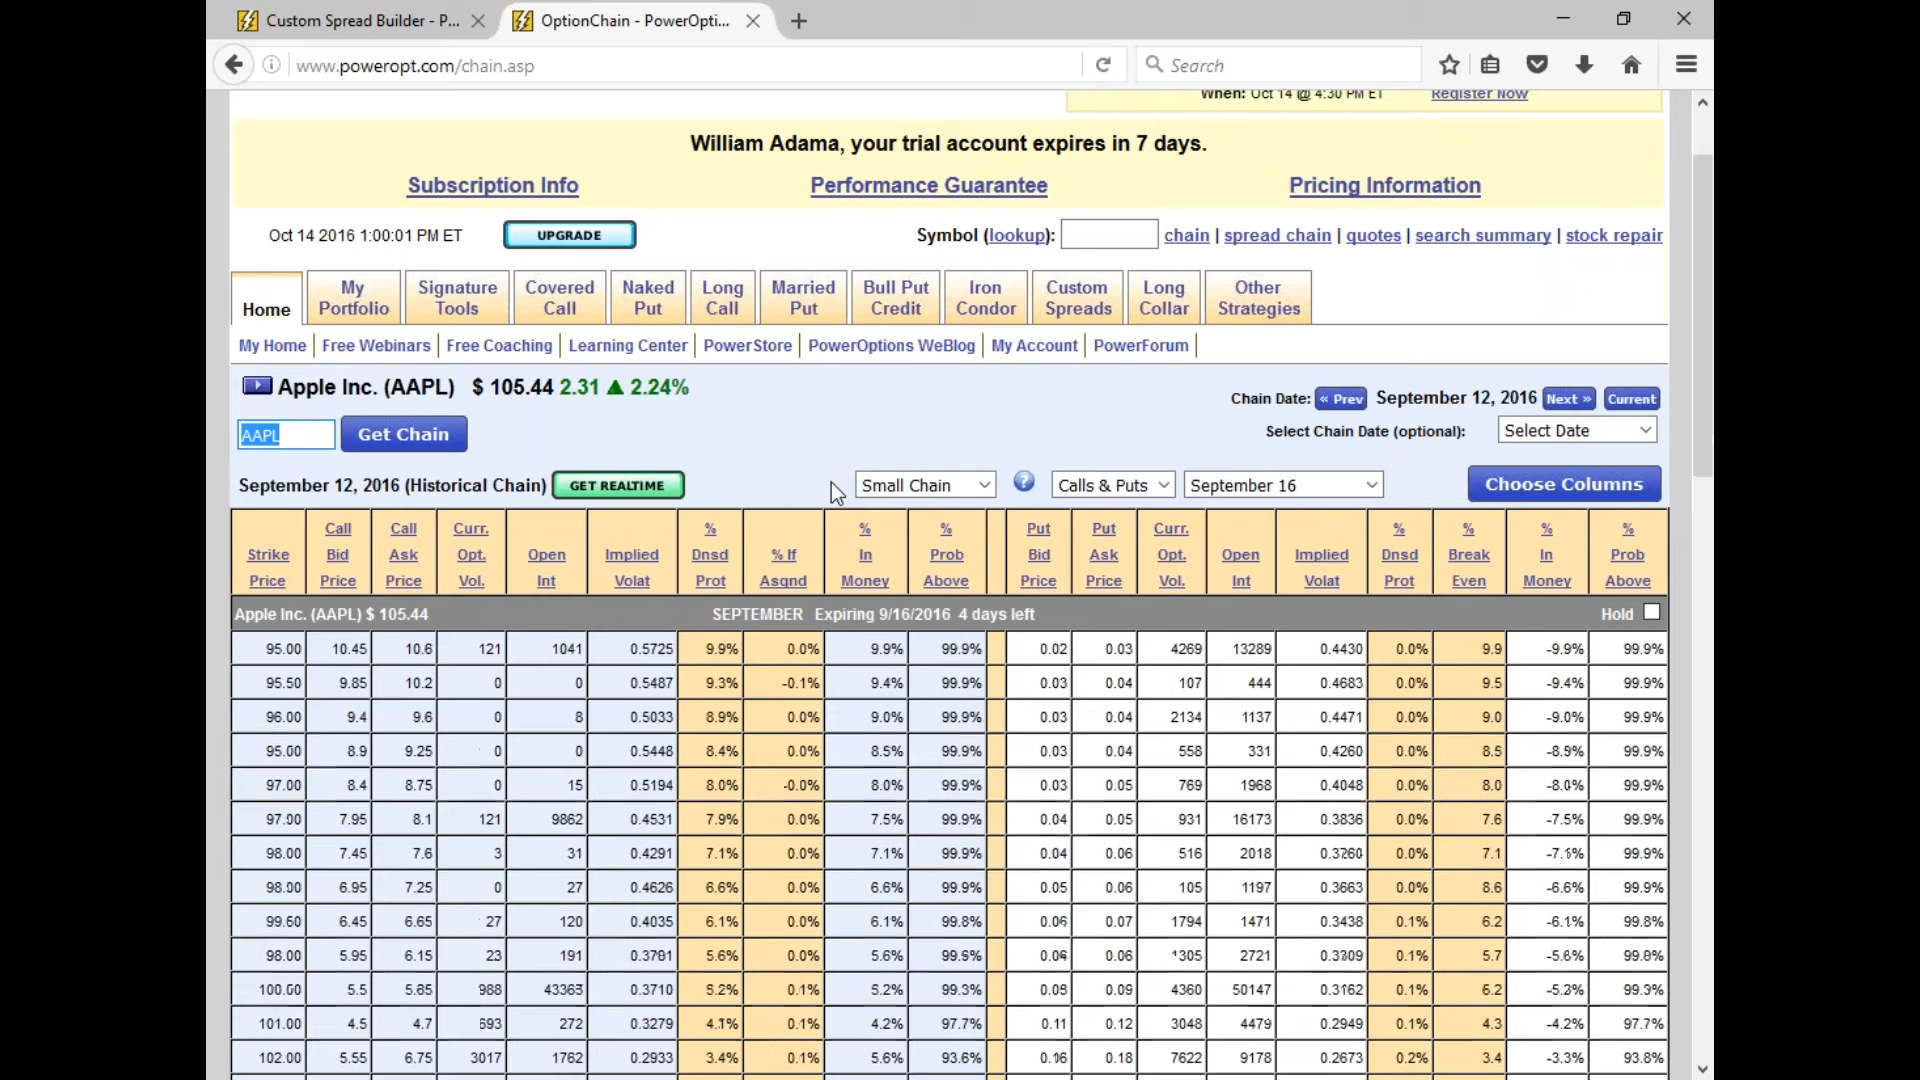 Custom Spread Builder - P...
OptionChain - PowerOpti...
www.poweropt.com/chain.asp
Search
When: Oct 14 @ 4:30 PM ET Register Now
William Adama, your trial account expires in 7 days.
Subscription Info Performance Guarantee Pricing Information
Oct 14 2016 1:00:01 PM ET UPGRADE Symbol (lookup): chain | spread chain | quotes | search summary | stock repair
Home My Portfolio Signature Tools Covered Call Naked Put Long Call Married Put Bull Put Credit Iron Condor Custom Spreads Long Collar Other Strategies
My Home Free Webinars Free Coaching Learning Center PowerStore PowerOptions WeBlog My Account PowerForum
Apple Inc. (AAPL) $ 105.44 2.31 ▲ 2.24%
Chain Date: « Prev September 12, 2016 Next » Current
AAPL Get Chain Select Chain Date (optional): Select Date
September 12, 2016 (Historical Chain) GET REALTIME Small Chain ? Calls & Puts September 16 Choose Columns
Strike Price Call Bid Price Call Ask Price Curr. Opt. Vol. Open Int Implied Volat % Dnsd Prot % If Asqnd % In Money % Prob Above Put Bid Price Put Ask Price Curr. Opt. Vol. Open Int Implied Volat % Dnsd Prot % Break Even % In Money % Prob Above
Apple Inc. (AAPL) $ 105.44 SEPTEMBER Expiring 9/16/2016 4 days left Hold
95.00 10.45 10.6 121 1041 0.5725 9.9% 0.0% 9.9% 99.9% 0.02 0.03 4269 13289 0.4430 0.0% 9.9 -9.9% 99.9%
95.50 9.85 10.2 0 0 0.5487 9.3% -0.1% 9.4% 99.9% 0.03 0.04 107 444 0.4683 0.0% 9.5 -9.4% 99.9%
96.00 9.4 9.6 0 8 0.5033 8.9% 0.0% 9.0% 99.9% 0.03 0.04 2134 1137 0.4471 0.0% 9.0 -9.0% 99.9%
95.00 8.9 9.25 0 0 0.5448 8.4% 0.0% 8.5% 99.9% 0.03 0.04 558 331 0.4260 0.0% 8.5 -8.9% 99.9%
97.00 8.4 8.75 0 15 0.5194 8.0% -0.0% 8.0% 99.9% 0.03 0.05 769 1968 0.4048 0.0% 8.0 -8.0% 99.9%
97.00 7.95 8.1 121 9862 0.4531 7.9% 0.0% 7.5% 99.9% 0.04 0.05 931 16173 0.3836 0.0% 7.6 -7.5% 99.9%
98.00 7.45 7.6 3 31 0.4291 7.1% 0.0% 7.1% 99.9% 0.04 0.06 516 2018 0.0% 7.1 99.9%
98.00 6.95 7.25 0 27 0.4626 6.6% 0.0% 6.6% 99.9% 0.05 0.06 105 1197 0.3663 0.0% 8.6 -6.6% 99.9%
99.60 6.45 6.65 27 120 0.4035 6.1% 0.0% 6.1% 99.8% 0.06 0.07 1794 1471 0.3438 0.1% 6.2 -6.1% 99.8%
98.00 5.95 6.15 23 191 5.6% 0.0% 5.6% 0.06 2721 0.1% 5.7 -5.6%
5.5 5.65 988 0.3710 5.2% 0.1% 5.2% 99.3% 0.09 4360 50147 0.1% 6.2 99.3%
101.00 4.5 4.7 272 0.3279 0.1% 4.2% 97.7% 0.11 0.12 3048 4479 0.2949 0.1% 4.3 -4.2% 97.7%
102.00 5.55 6.75 3017 1762 0.2933 3.4% 0.1% 5.6% 93.6% 0.18 7622 9178 0.2673 0.2% 3.4 -3.3% 93.8%